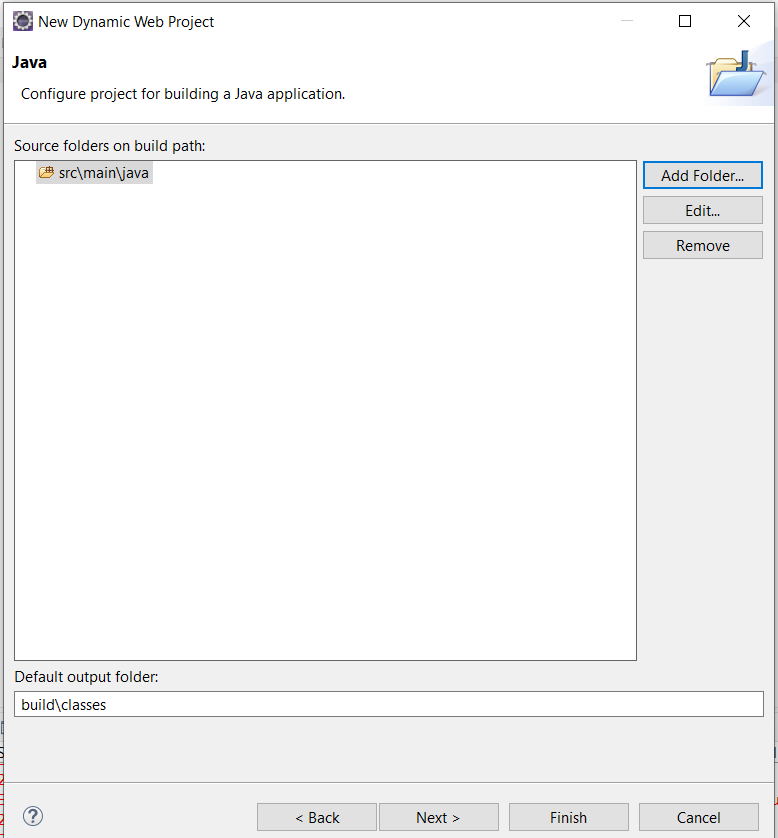 New Dynamic Web Project
Java
Configure project for building a Java application.
Source folders on build path:
src\main\java
Add Folder...
Edit...
Remove
Default output folder:
build\classes
?
< Back
Next >
Finish
Cancel